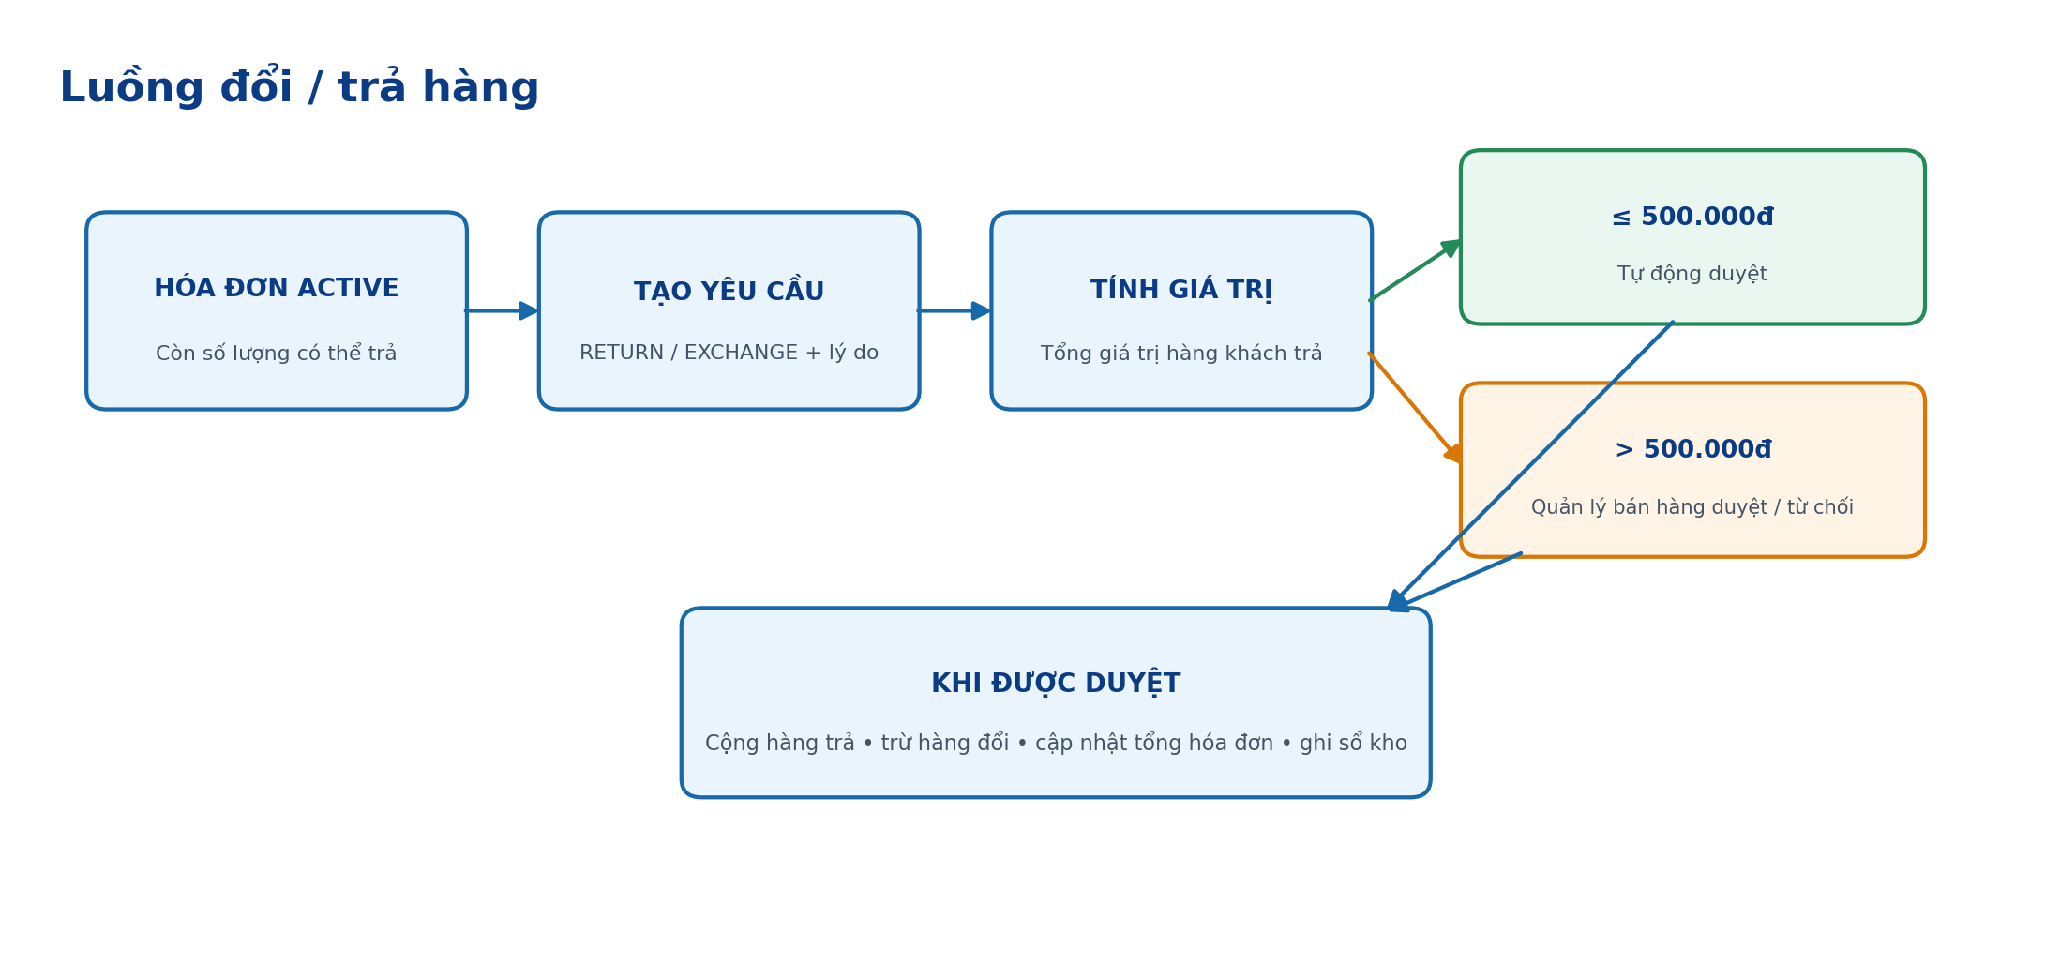 Luồng đổi / trả hàng
HÓA ĐƠN ACTIVE
Còn số lượng có thể trả
TẠO YÊU CẦU
RETURN / EXCHANGE + lý do
TÍNH GIÁ TRỊ
Tổng giá trị hàng khách trả
≤ 500.000đ
Tự động duyệt
> 500.000đ
Quản lý bán hàng duyệt / từ chối
KHI ĐƯỢC DUYỆT
Cộng hàng trả • trừ hàng đổi • cập nhật tổng hóa đơn • ghi sổ kho